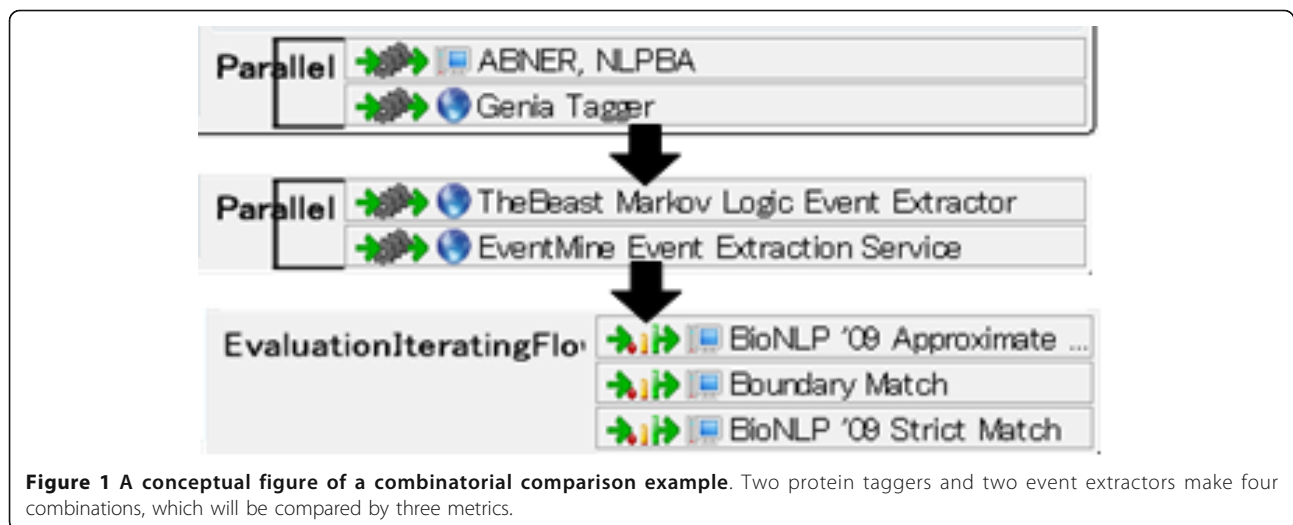 Parallel
ABNER, NLPBA
Genia Tagger
Parallel
TheBeast Markov Logic Event Extractor
EventMine Event Extraction Service
EvaluationIteratingFlo
BioNLP '09 Approximate ...
Boundary Match
BioNLP '09 Strict Match
Figure 1 A conceptual figure of a combinatorial comparison example. Two protein taggers and two event extractors make four
combinations, which will be compared by three metrics.